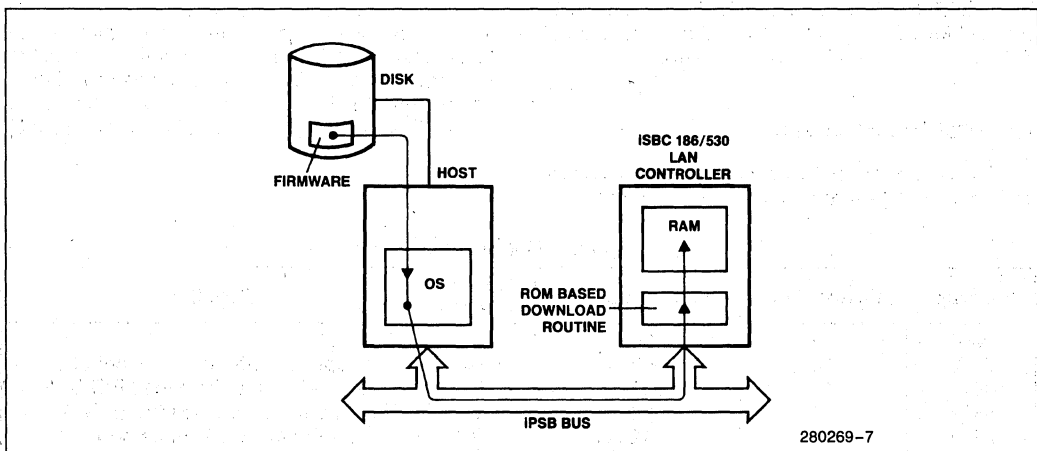 DISK
FIRMWARE
HOST
OS
iSBC 186/530
LAN
CONTROLLER
RAM
ROM BASED
DOWNLOAD
ROUTINE
iPSB BUS
280269-7